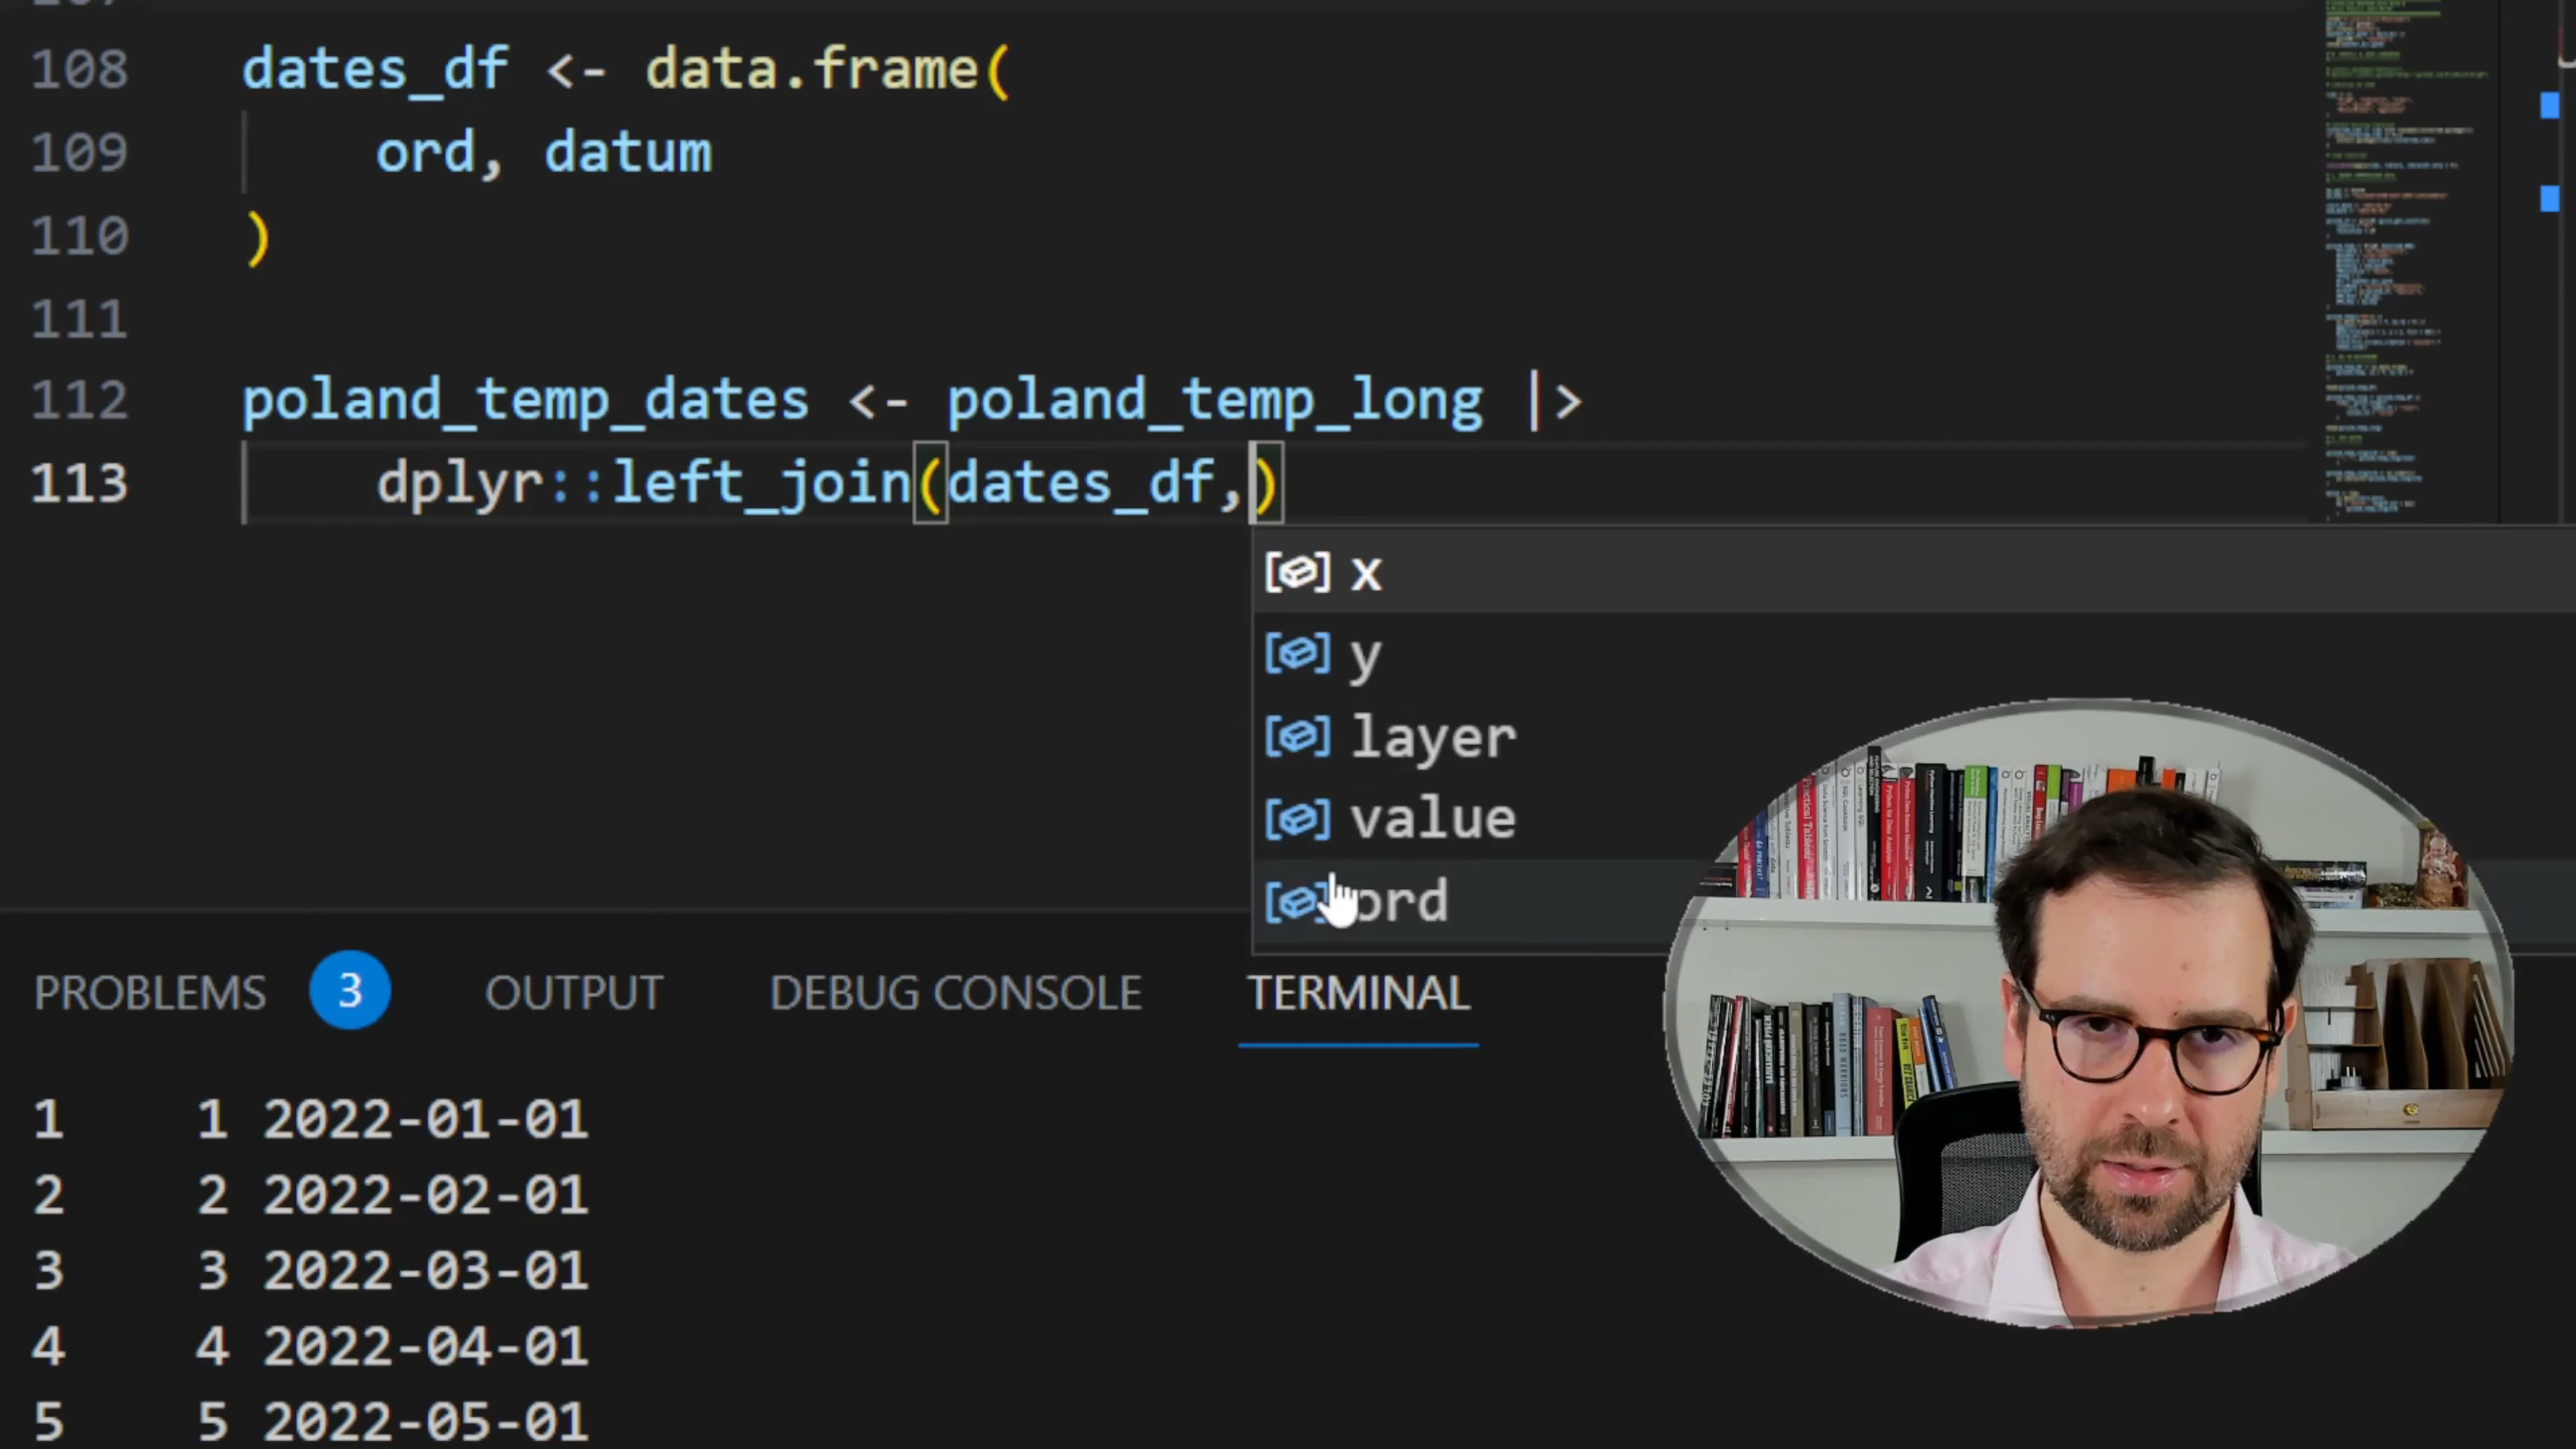 108 dates_df <- data.frame(
109 ord, datum
110 )
111
112 poland_temp_dates <- poland_temp_long |>
113 dplyr::left_join(dates_df,)
x
y
layer
value
ord
PROBLEMS 3 OUTPUT DEBUG CONSOLE TERMINAL
1 1 2022-01-01
2 2 2022-02-01
3 3 2022-03-01
4 4 2022-04-01
5 5 2022-05-01